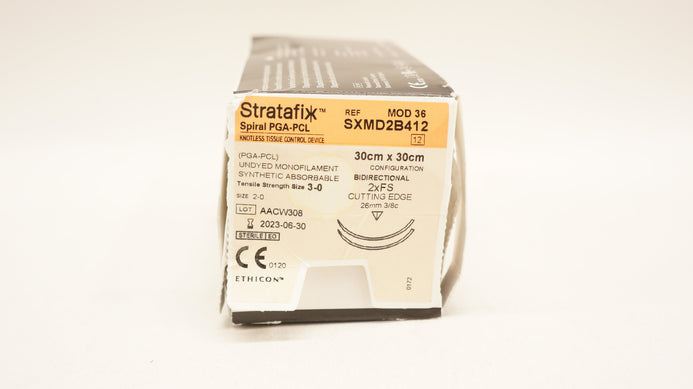 Stratafix™
Spiral PGA-PCL
KNOTLESS TISSUE CONTROL DEVICE
REF
MOD 36
SXMD2B412
12
(PGA-PCL)
UNDYED MONOFILAMENT
SYNTHETIC ABSORBABLE
Tensile Strength Size 3-0
SIZE 2-0
LOT AACW308
2023-06-30
STERILE EO
CE 0120
ETHICON™
30cm x 30cm
CONFIGURATION
BIDIRECTIONAL
2xFS
CUTTING EDGE
26mm 3/8c
0172